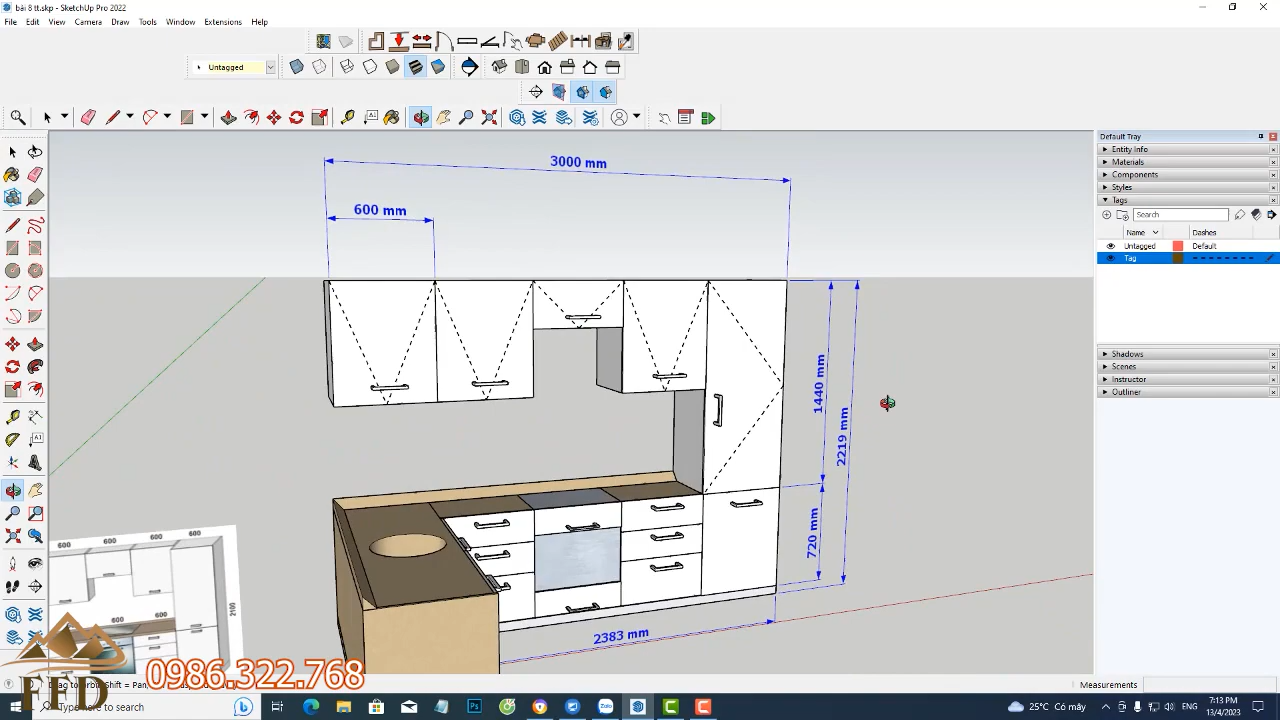 bài 8 tt.skp - SketchUp Pro 2022
File Edit View Camera Draw Tools Window Extensions Help
Untagged
3000 mm
600 mm
1440 mm
2219 mm
720 mm
2383 mm
Default Tray
Entity Info
Materials
Components
Styles
Tags
Search
Name Dashes
Untagged Default
Tag
Shadows
Scenes
Instructor
Outliner
600 600 600 600
600
2100
FFD
0986.322.768
Measurements
Type here to search
25°C Có mây
ENG
7:13 PM
13/4/2023